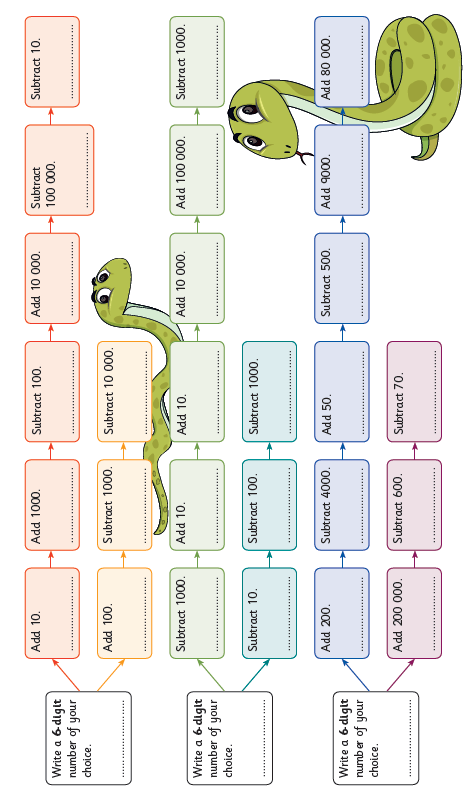 Write a 6-digit
number of your
choice.
Add 10.
Add 1000.
Subtract 100.
Add 10 000.
Subtract
100 000.
Subtract 10.
Add 100.
Subtract 1000.
Subtract 10 000.
Write a 6-digit
number of your
choice.
Subtract 1000.
Add 10.
Add 10.
Add 10 000.
Add 100 000.
Subtract 1000.
Subtract 10.
Subtract 100.
Subtract 1000.
Write a 6-digit
number of your
choice.
Add 200.
Subtract 4000.
Add 50.
Subtract 500.
Add 9000.
Add 80 000.
Add 200 000.
Subtract 600.
Subtract 70.